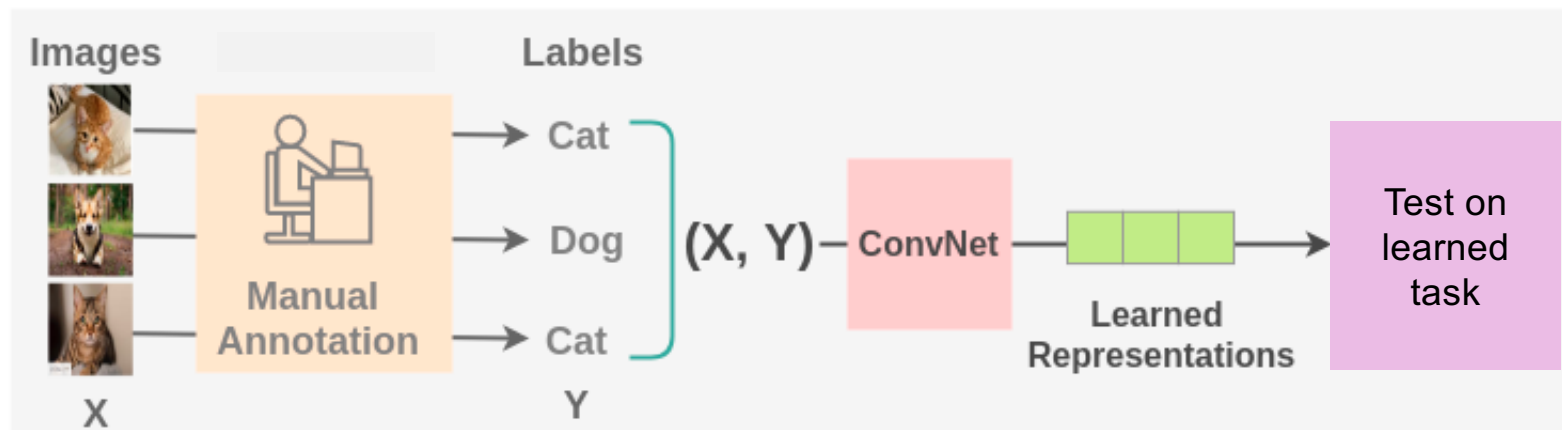 Images
Labels
Cat
Dog
Cat
Manual
Annotation
X
Y
(X, Y)
ConvNet
Learned
Representations
Test on
learned
task